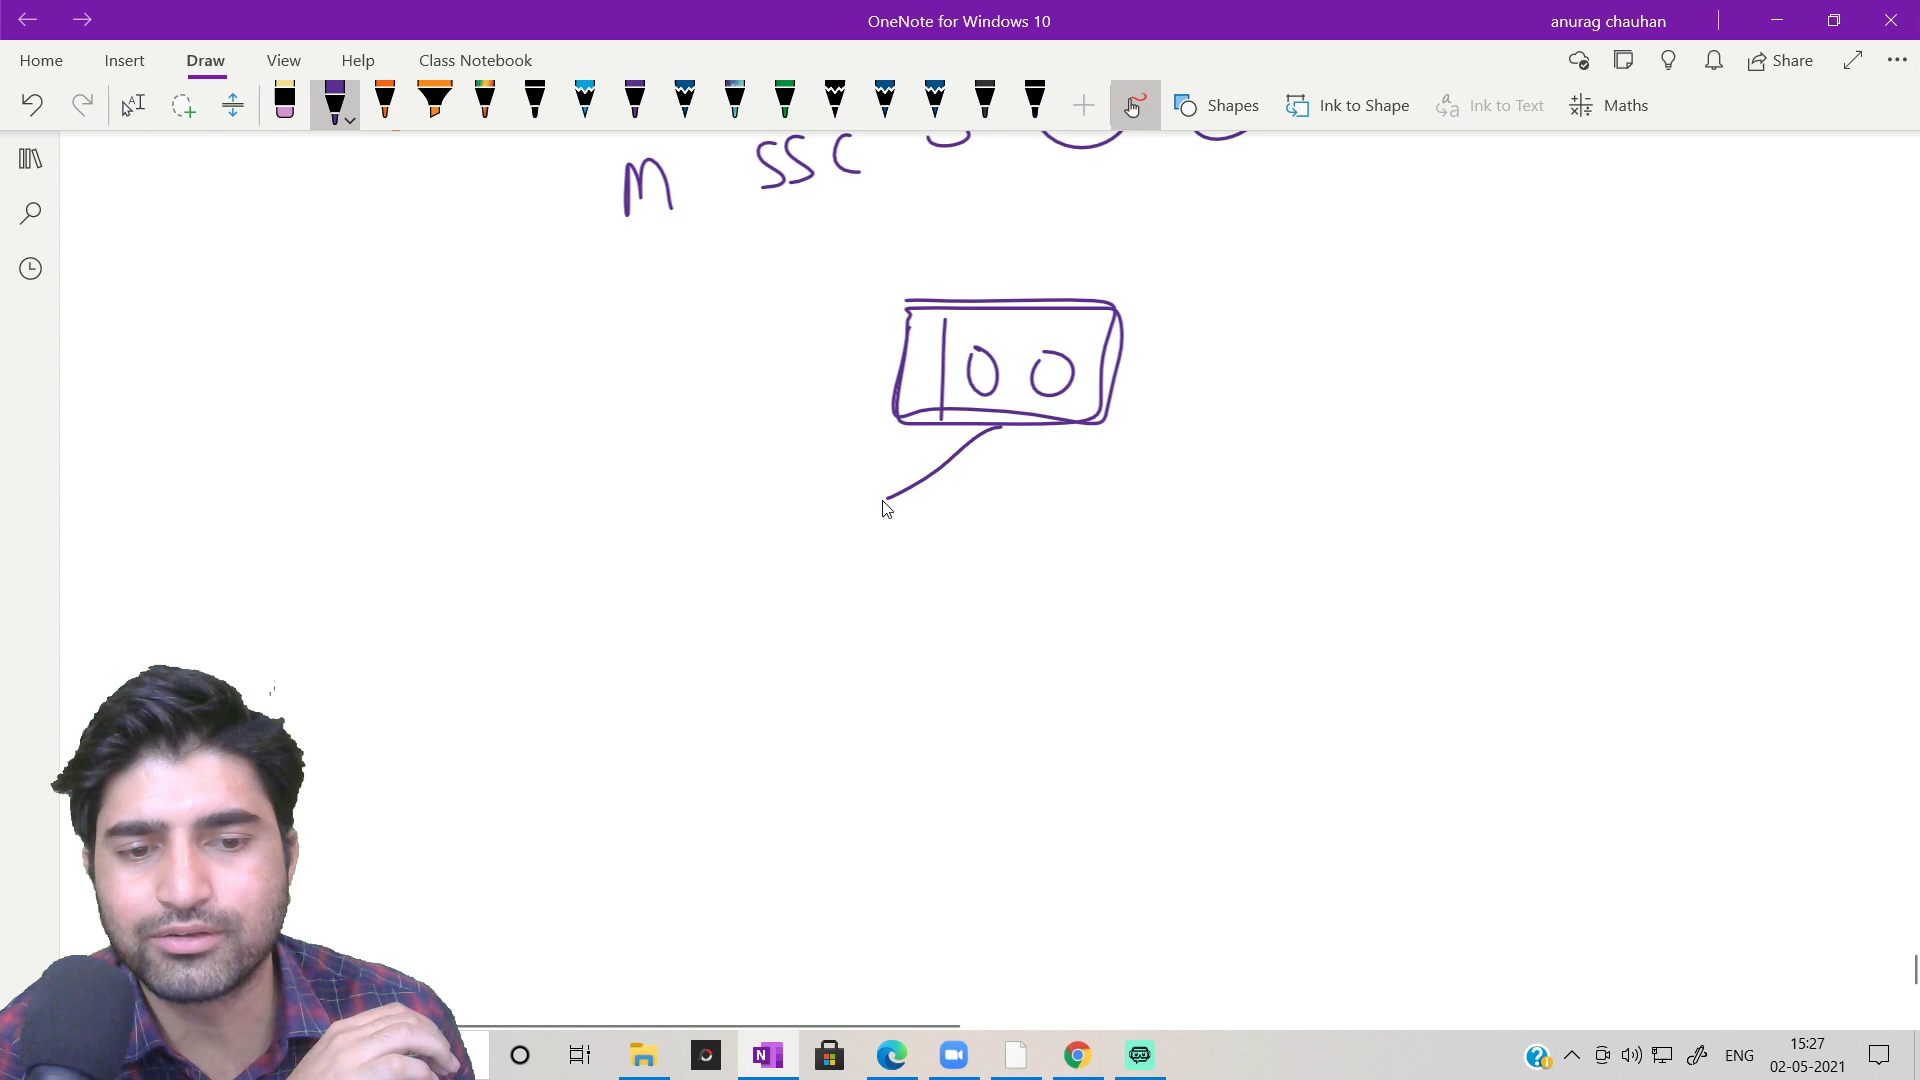 OneNote for Windows 10
anurag chauhan
Home Insert Draw View Help Class Notebook
Share
Shapes Ink to Shape Ink to Text Maths
M SSC
100
ENG
15:27
02-05-2021